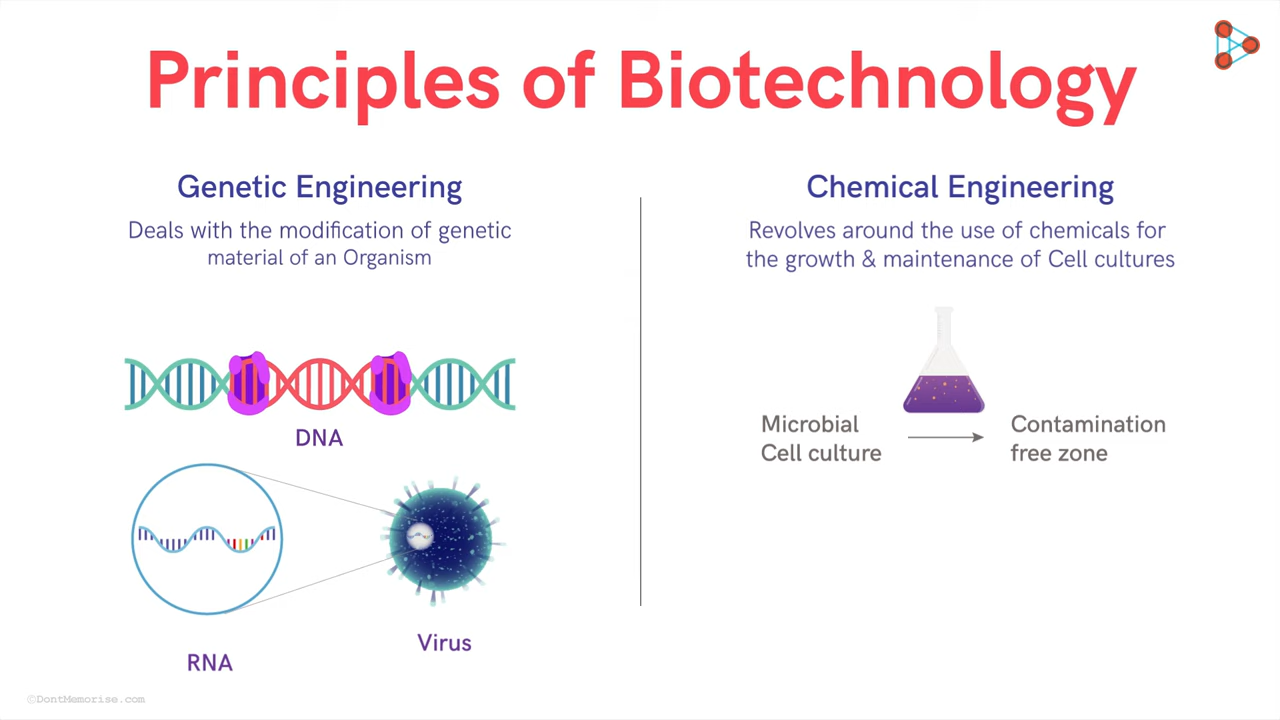 Principles of Biotechnology
Genetic Engineering
Deals with the modification of genetic
material of an Organism
DNA
RNA
Virus
Chemical Engineering
Revolves around the use of chemicals for
the growth & maintenance of Cell cultures
Microbial
Cell culture
Contamination
free zone
©DontMemorise.com